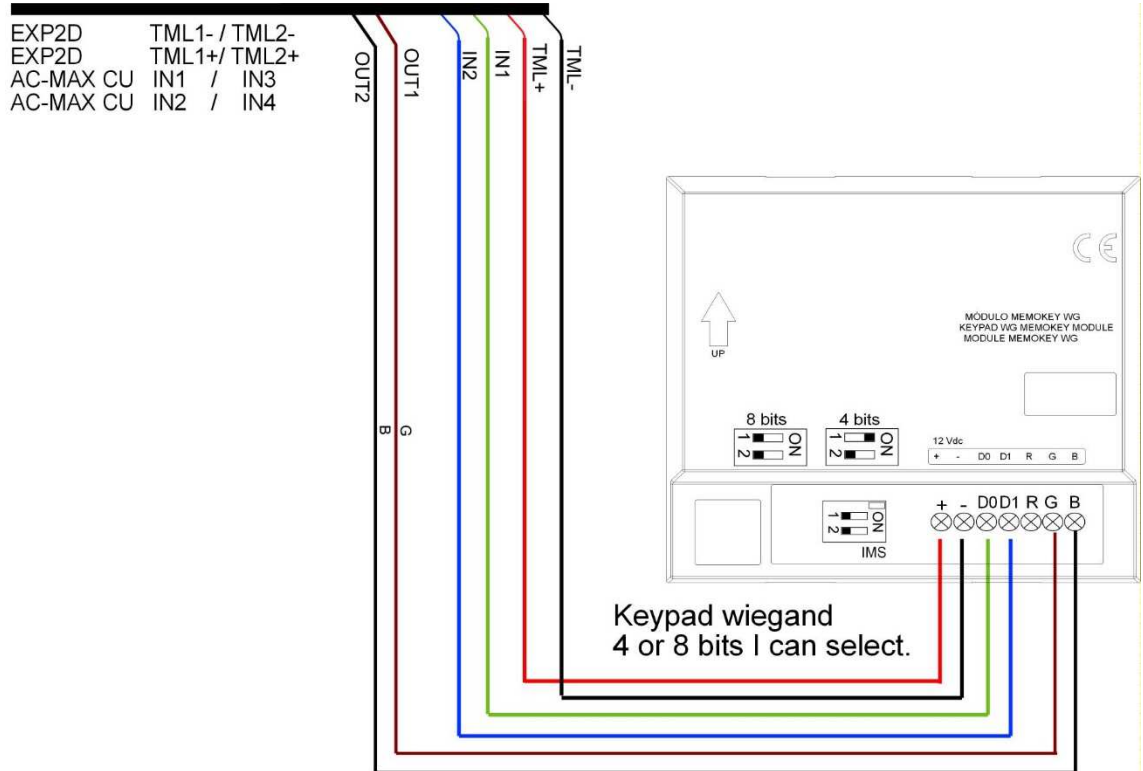 EXP2D TML1- / TML2-
EXP2D TML1+/ TML2+
AC-MAX CU IN1 / IN3
AC-MAX CU IN2 / IN4
OUT2
OUT1
IN2
IN1
TML+
TML-
B
G
CE
UP
MÓDULO MEMOKEY WG
KEYPAD WG MEMOKEY MODULE
MODULE MEMOKEY WG
8 bits
1
2
ON
4 bits
1
2
ON
12 Vdc
+ - D0 D1 R G B
1
2
ON
IMS
+ - D0 D1 R G B
Keypad wiegand
4 or 8 bits I can select.